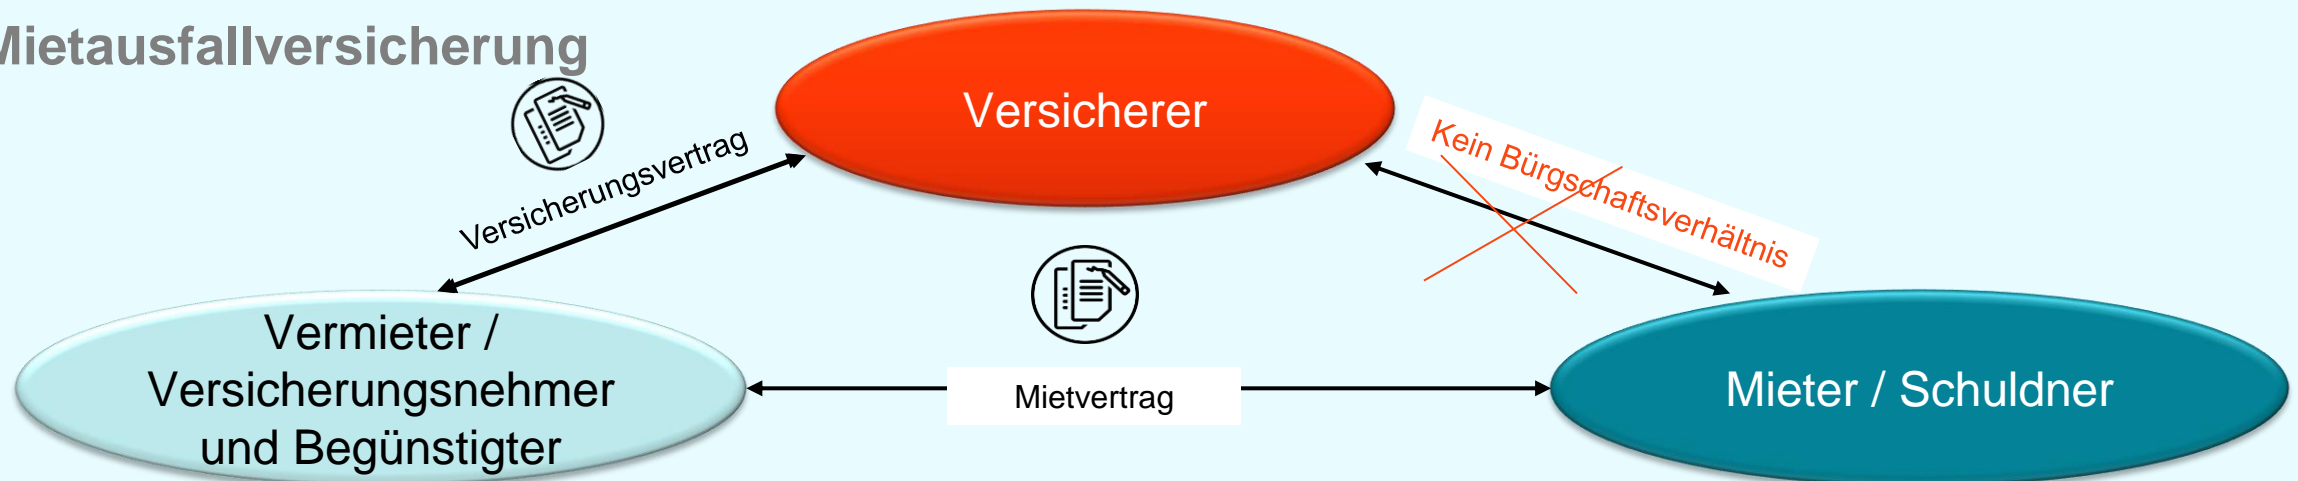 Mietausfallversicherung
Versicherer
Versicherungsvertrag
Kein Bürgschaftsverhältnis
Vermieter /
Versicherungsnehmer
und Begünstigter
Mietvertrag
Mieter / Schuldner